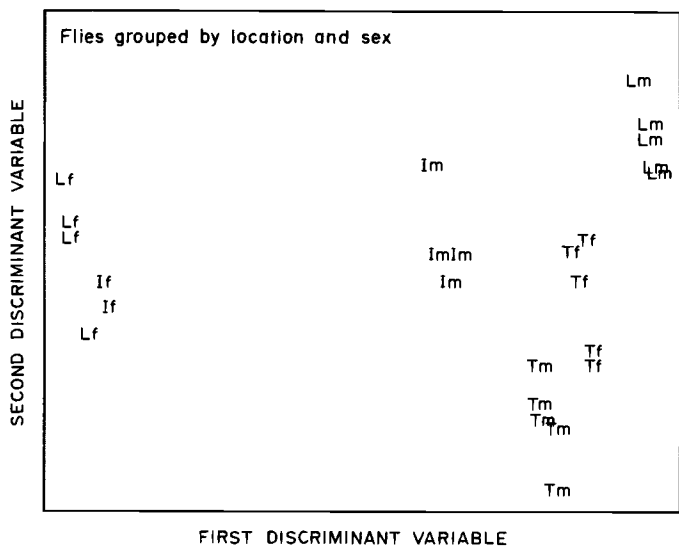 Flies grouped by location and sex
Lm
Lm
Lm
Im
Lm
Lm
Lf
Lf
Lf
Tf
Tf
ImIm
If
Im
Tf
If
Lf
Tf
Tm
Tf
Tm
Tm
Tm
Tm
SECOND DISCRIMINANT VARIABLE
FIRST DISCRIMINANT VARIABLE